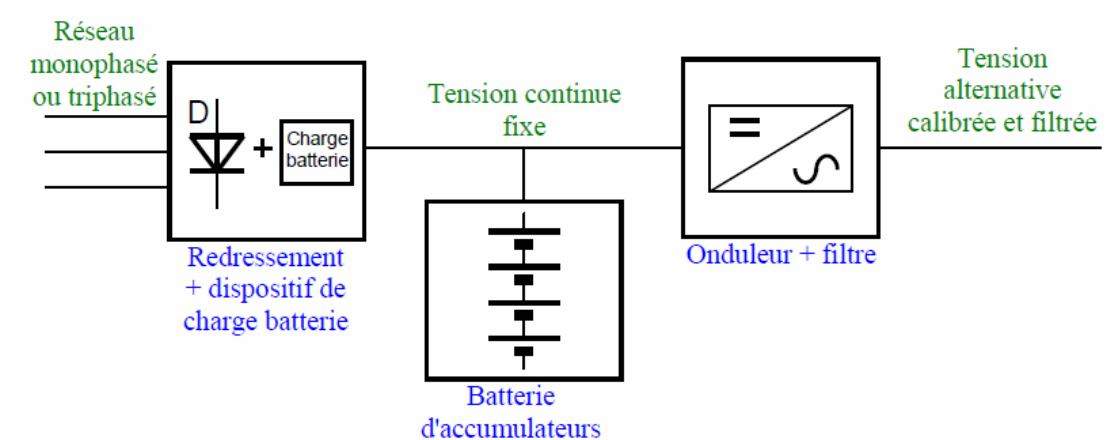 Réseau
monophasé
ou triphasé
D
+
Charge
batterie
Redressement
+ dispositif de
charge batterie
Tension continue
fixe
Batterie
d'accumulateurs
Onduleur + filtre
Tension
alternative
calibrée et filtrée